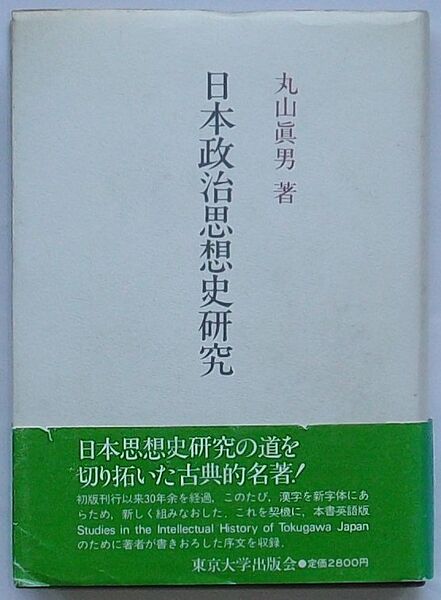 丸山眞男 著
日本政治思想史研究
日本思想史研究の道を
切り拓いた古典的名著!
初版刊行以来30年余を経過，このたび，漢字を新字体にあ
らため，新しく組みなおした．これを契機に，本書英語版
Studies in the Intellectual History of Tokugawa Japan
のために著者が書きおろした序文を収録．
東京大学出版会●定価2800円